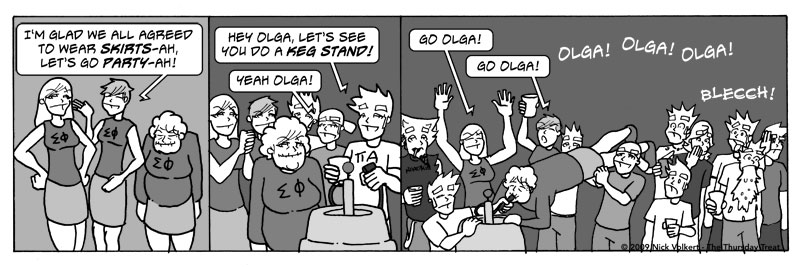 I'M GLAD WE ALL AGREED
TO WEAR SKIRTS-AH,
LET'S GO PARTY-AH!
ΣΦ
ΣΦ
ΣΦ
HEY OLGA, LET'S SEE
YOU DO A KEG STAND!
YEAH OLGA!
ΣΦ
ΠΑ
GO OLGA!
GO OLGA!
OLGA! OLGA! OLGA!
BLECCH!
ΣΦ
© 2009 Nick Volkert - The Thursday Treat